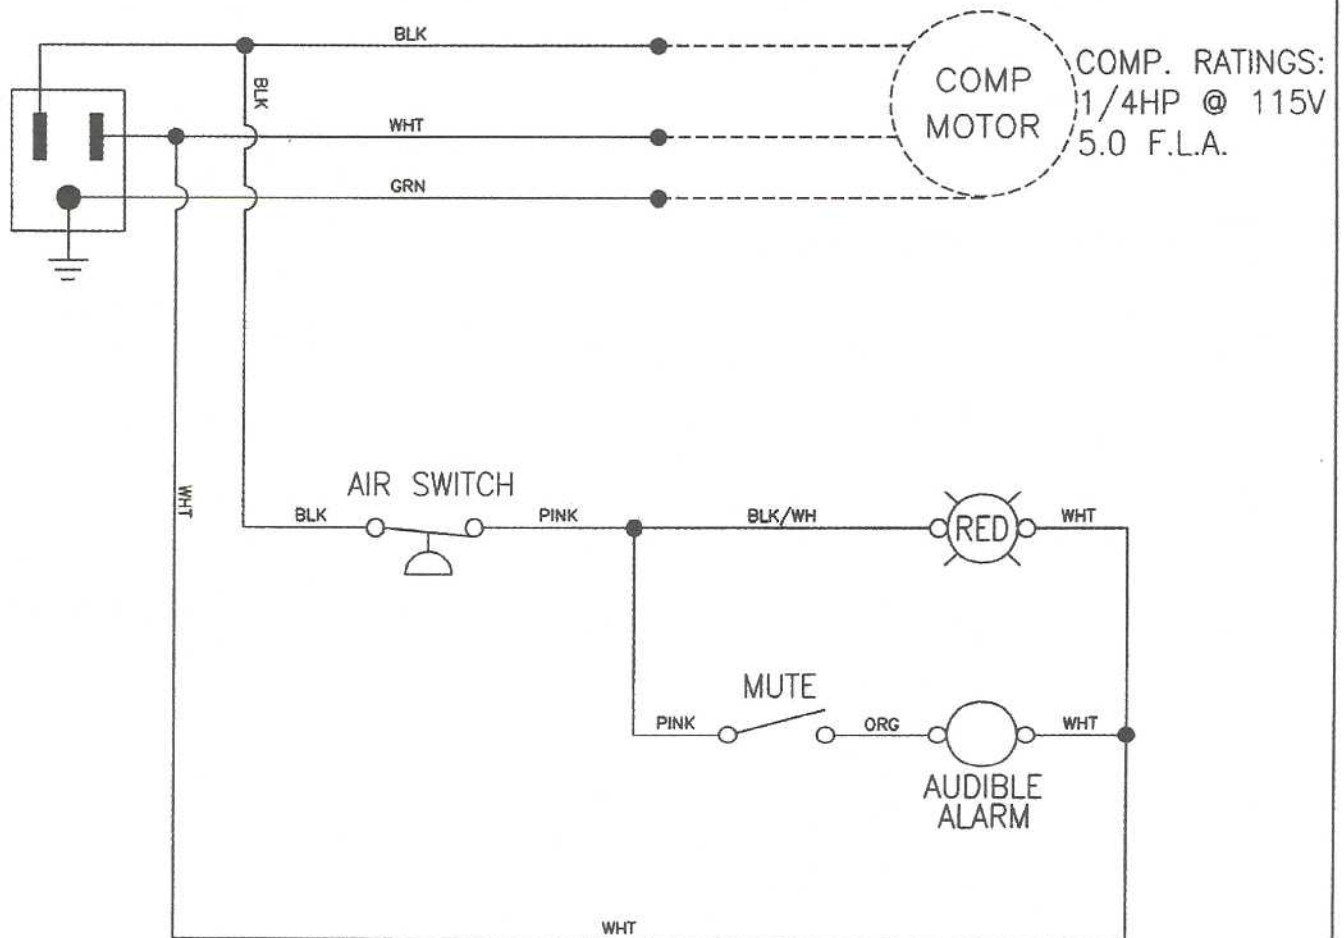 BLK
COMP
MOTOR
COMP. RATINGS:
1/4HP @ 115V
5.0 F.L.A.
BLK
WHT
GRN
WHT
AIR SWITCH
BLK
PINK
BLK/WH
RED
WHT
MUTE
PINK
ORG
WHT
AUDIBLE
ALARM
WHT